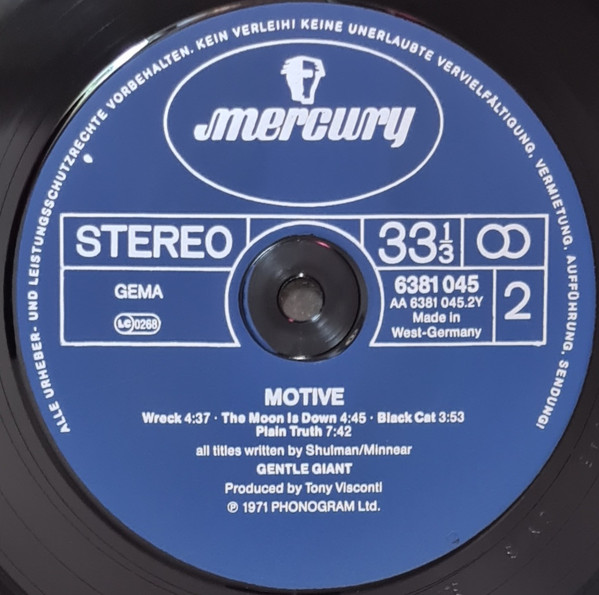 ALLE URHEBER- UND LEISTUNGSSCHUTZRECHTE VORBEHALTEN. KEIN VERLEIH! KEINE UNERLAUBTE VERVIELFÄLTIGUNG, VERMIETUNG. AUFFÜHRUNG. SENDUNG!
mercury
STEREO
33 1/3
GEMA
LC 0268
6381 045
AA 6381 045.2Y
Made in
West-Germany
2
MOTIVE
Wreck 4:37 · The Moon Is Down 4:45 · Black Cat 3:53
Plain Truth 7:42
all titles written by Shulman/Minnear
GENTLE GIANT
Produced by Tony Visconti
℗ 1971 PHONOGRAM Ltd.